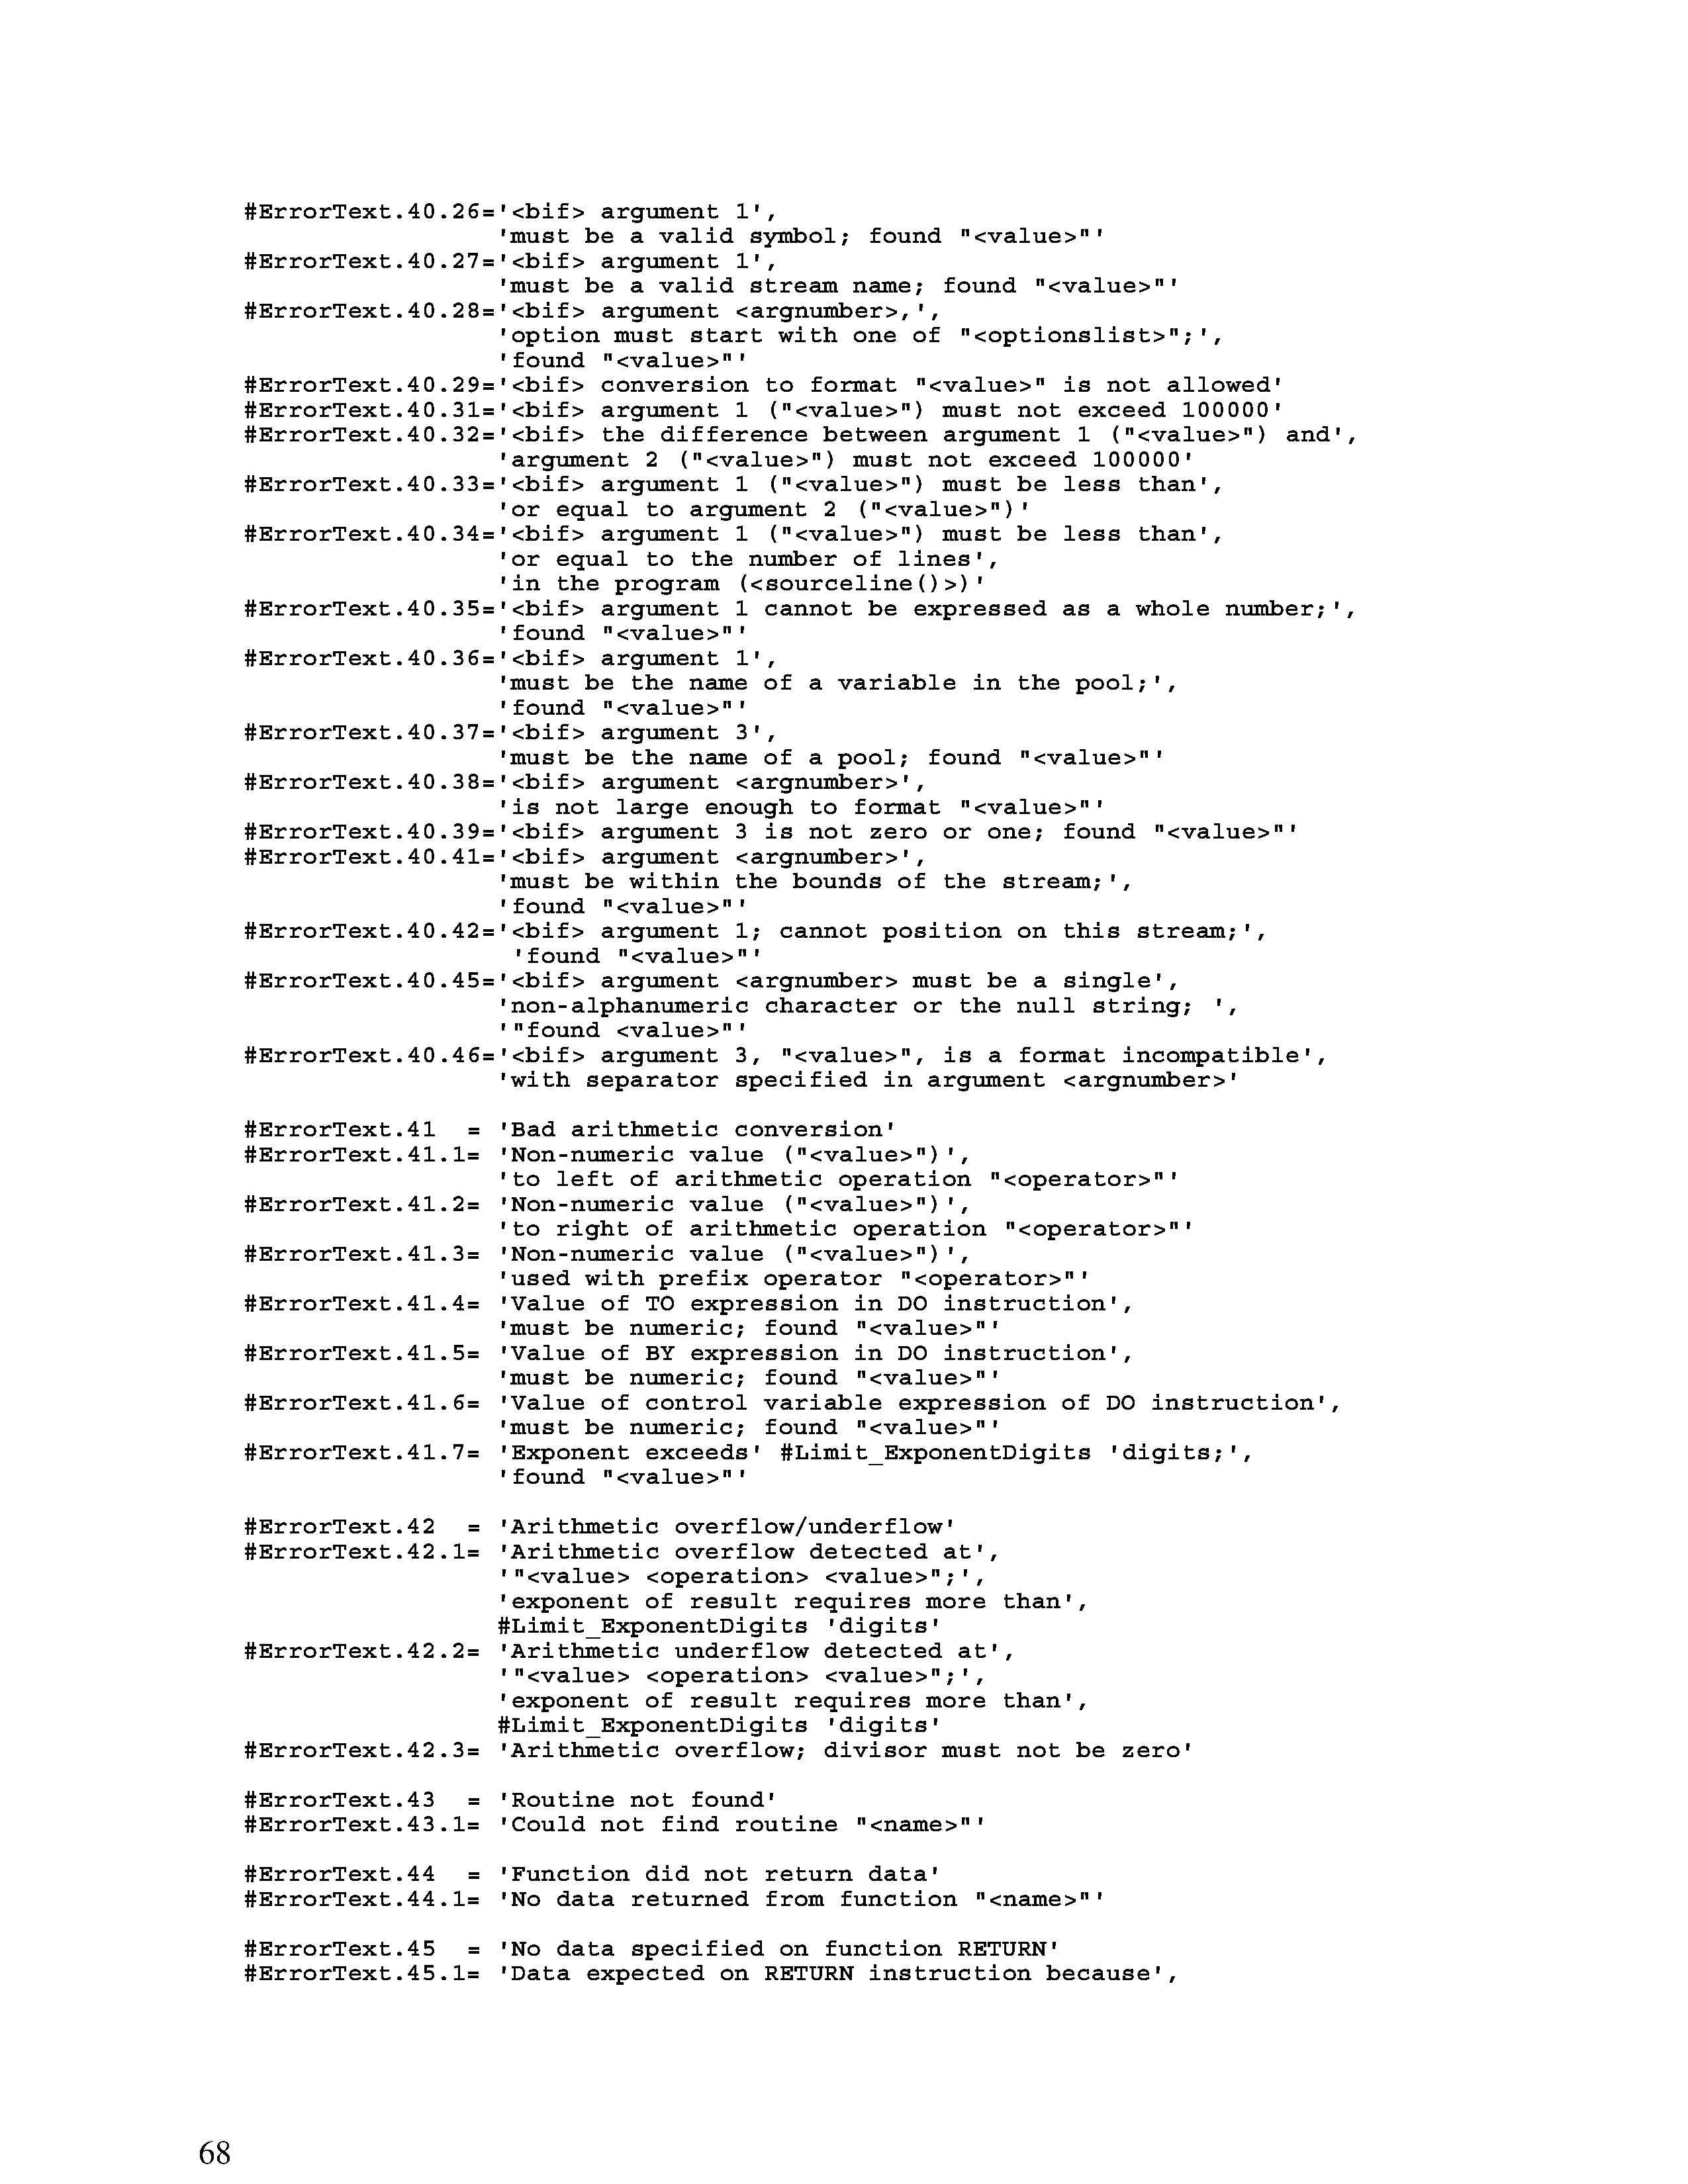 #ErrorText.40.26='<bif> argument 1',
'must be a valid symbol; found "<value>"'
#ErrorText.40.27='<bif> argument 1',
'must be a valid stream name; found "<value>"'
#ErrorText.40.28='<bif> argument <argnumber>,',
'option must start with one of "<optionslist>";',
'found "<value>"'
#ErrorText.40.29='<bif> conversion to format "<value>" is not allowed'
#ErrorText.40.31='<bif> argument 1 ("<value>") must not exceed 100000'
#ErrorText.40.32='<bif> the difference between argument 1 ("<value>") and',
'argument 2 ("<value>") must not exceed 100000'
#ErrorText.40.33='<bif> argument 1 ("<value>") must be less than',
'or equal to argument 2 ("<value>")'
#ErrorText.40.34='<bif> argument 1 ("<value>") must be less than',
'or equal to the number of lines',
'in the program (<sourceline()>)'
#ErrorText.40.35='<bif> argument 1 cannot be expressed as a whole number;',
'found "<value>"'
#ErrorText.40.36='<bif> argument 1',
'must be the name of a variable in the pool;',
'found "<value>"'
#ErrorText.40.37='<bif> argument 3',
'must be the name of a pool; found "<value>"'
#ErrorText.40.38='<bif> argument <argnumber>',
'is not large enough to format "<value>"'
#ErrorText.40.39='<bif> argument 3 is not zero or one; found "<value>"'
#ErrorText.40.41='<bif> argument <argnumber>',
'must be within the bounds of the stream;',
'found "<value>"'
#ErrorText.40.42='<bif> argument 1; cannot position on this stream;',
'found "<value>"'
#ErrorText.40.45='<bif> argument <argnumber> must be a single',
'non-alphanumeric character or the null string; ',
'"found <value>"'
#ErrorText.40.46='<bif> argument 3, "<value>", is a format incompatible',
'with separator specified in argument <argnumber>'
#ErrorText.41  = 'Bad arithmetic conversion'
#ErrorText.41.1= 'Non-numeric value ("<value>")',
'to left of arithmetic operation "<operator>"'
#ErrorText.41.2= 'Non-numeric value ("<value>")',
'to right of arithmetic operation "<operator>"'
#ErrorText.41.3= 'Non-numeric value ("<value>")',
'used with prefix operator "<operator>"'
#ErrorText.41.4= 'Value of TO expression in DO instruction',
'must be numeric; found "<value>"'
#ErrorText.41.5= 'Value of BY expression in DO instruction',
'must be numeric; found "<value>"'
#ErrorText.41.6= 'Value of control variable expression of DO instruction',
'must be numeric; found "<value>"'
#ErrorText.41.7= 'Exponent exceeds' #Limit_ExponentDigits 'digits;',
'found "<value>"'
#ErrorText.42  = 'Arithmetic overflow/underflow'
#ErrorText.42.1= 'Arithmetic overflow detected at',
'"<value> <operation> <value>";',
'exponent of result requires more than',
#Limit_ExponentDigits 'digits'
#ErrorText.42.2= 'Arithmetic underflow detected at',
'"<value> <operation> <value>";',
'exponent of result requires more than',
#Limit_ExponentDigits 'digits'
#ErrorText.42.3= 'Arithmetic overflow; divisor must not be zero'
#ErrorText.43  = 'Routine not found'
#ErrorText.43.1= 'Could not find routine "<name>"'
#ErrorText.44  = 'Function did not return data'
#ErrorText.44.1= 'No data returned from function "<name>"'
#ErrorText.45  = 'No data specified on function RETURN'
#ErrorText.45.1= 'Data expected on RETURN instruction because',
68